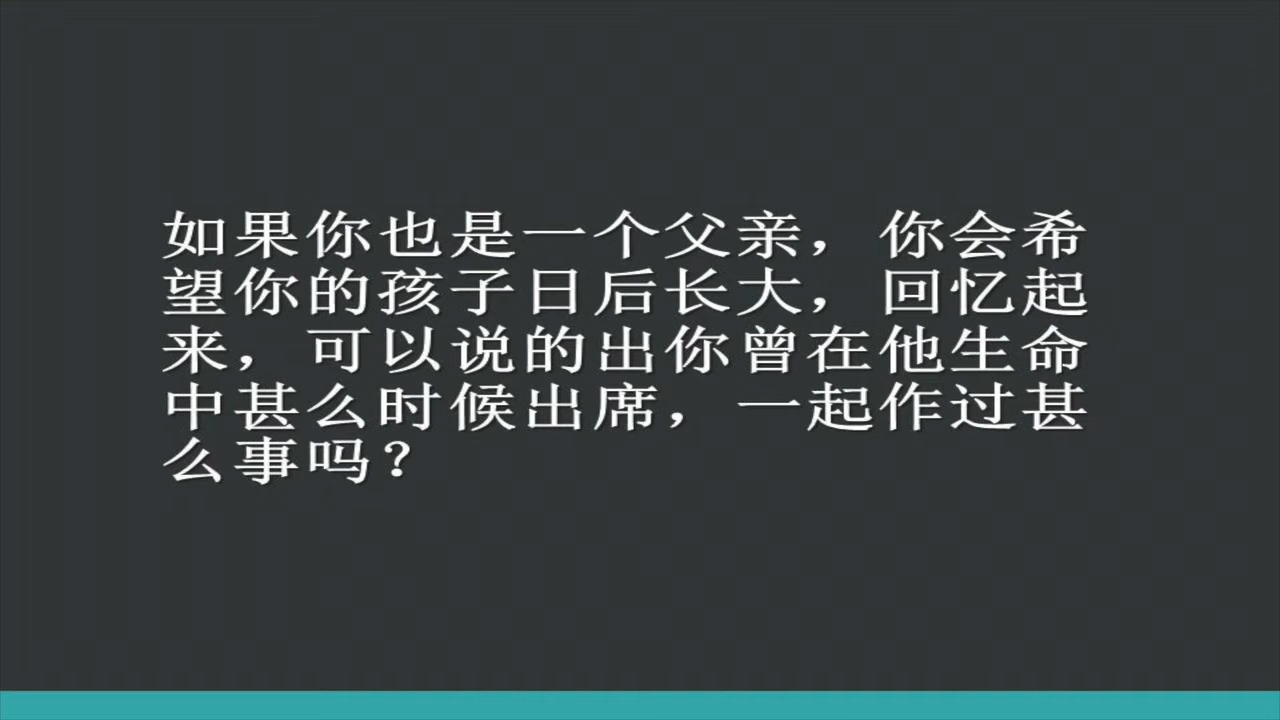 如果你也是一个父亲，你会希
望你的孩子日后长大，回忆起
来，可以说的出你曾在他生命
中甚么时候出席，一起作过甚
么事吗？